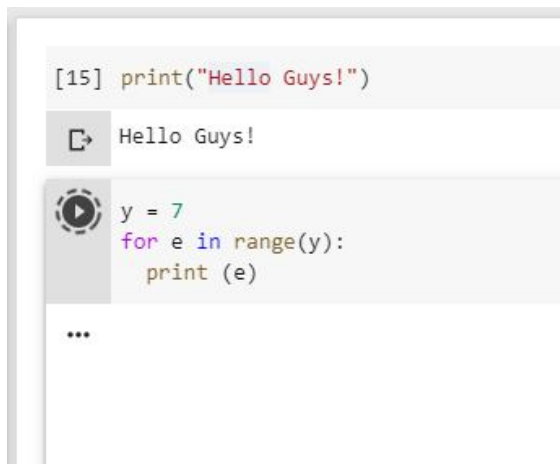 [15] print("Hello Guys!")
Hello Guys!
y = 7
for e in range(y):
  print (e)